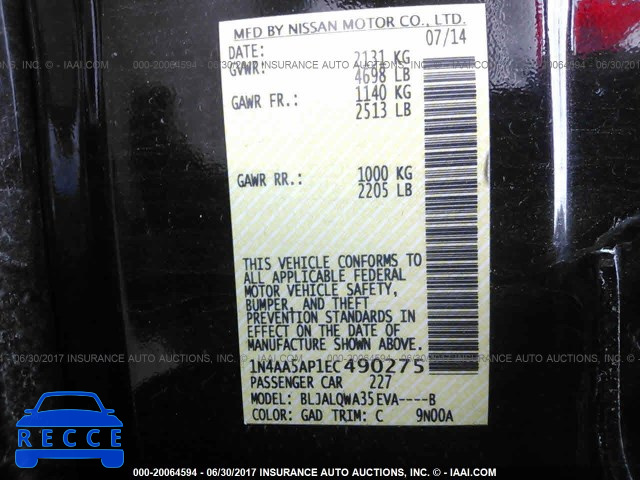 MFD BY NISSAN MOTOR CO., LTD.
DATE: 07/14
GVWR: 2131 KG
4698 LB
GAWR FR.: 1140 KG
2513 LB
GAWR RR.: 1000 KG
2205 LB
THIS VEHICLE CONFORMS TO
ALL APPLICABLE FEDERAL
MOTOR VEHICLE SAFETY,
BUMPER, AND THEFT
PREVENTION STANDARDS IN
EFFECT ON THE DATE OF
MANUFACTURE SHOWN ABOVE.
1N4AA5AP1EC490275
PASSENGER CAR 227
MODEL: BLJALQWA35EVA----B
COLOR: GAD TRIM: C 9N00A
000-20064594 - 06/30/2017 INSURANCE AUTO AUCTIONS, INC. - © IAAI.COM
RECCE